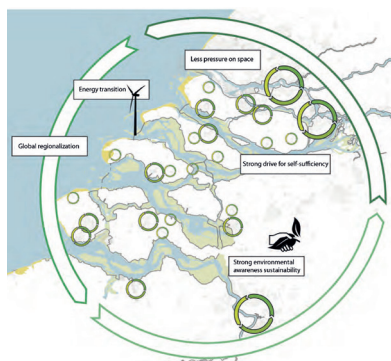 Less pressure on space
Energy transition
Global regionalization
Strong drive for self-sufficiency
Strong environmental
awareness sustainability